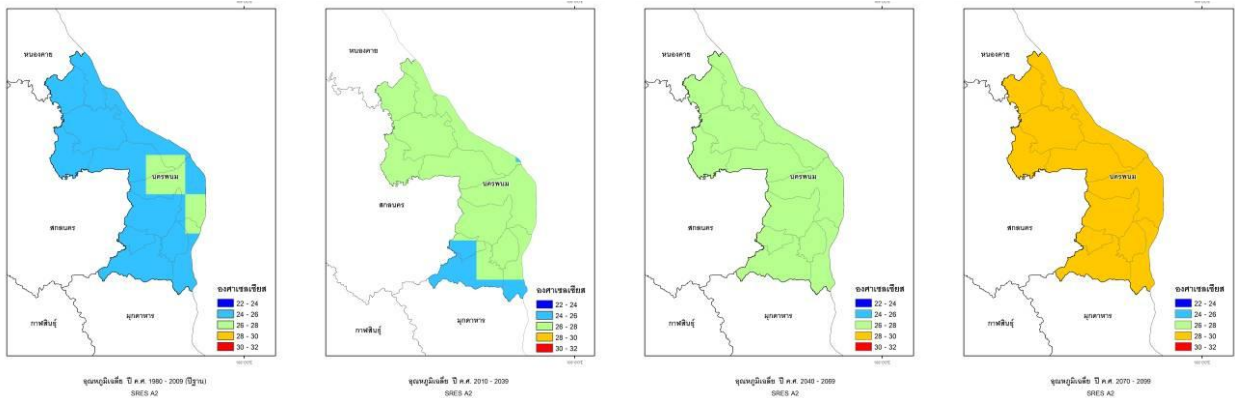 หนองคาย
นครพนม
สกลนคร
กาฬสินธุ์
มุกดาหาร
องศาเซลเซียส
22 - 24
24 - 26
26 - 28
28 - 30
30 - 32
อุณหภูมิเฉลี่ย ปี ค.ศ. 1980 - 2009 (ปีฐาน)
SRES A2
หนองคาย
นครพนม
สกลนคร
กาฬสินธุ์
มุกดาหาร
องศาเซลเซียส
22 - 24
24 - 26
26 - 28
28 - 30
30 - 32
อุณหภูมิเฉลี่ย ปี ค.ศ. 2010 - 2039
SRES A2
หนองคาย
นครพนม
สกลนคร
กาฬสินธุ์
มุกดาหาร
องศาเซลเซียส
22 - 24
24 - 26
26 - 28
28 - 30
30 - 32
อุณหภูมิเฉลี่ย ปี ค.ศ. 2040 - 2069
SRES A2
หนองคาย
นครพนม
สกลนคร
กาฬสินธุ์
มุกดาหาร
องศาเซลเซียส
22 - 24
24 - 26
26 - 28
28 - 30
30 - 32
อุณหภูมิเฉลี่ย ปี ค.ศ. 2070 - 2099
SRES A2